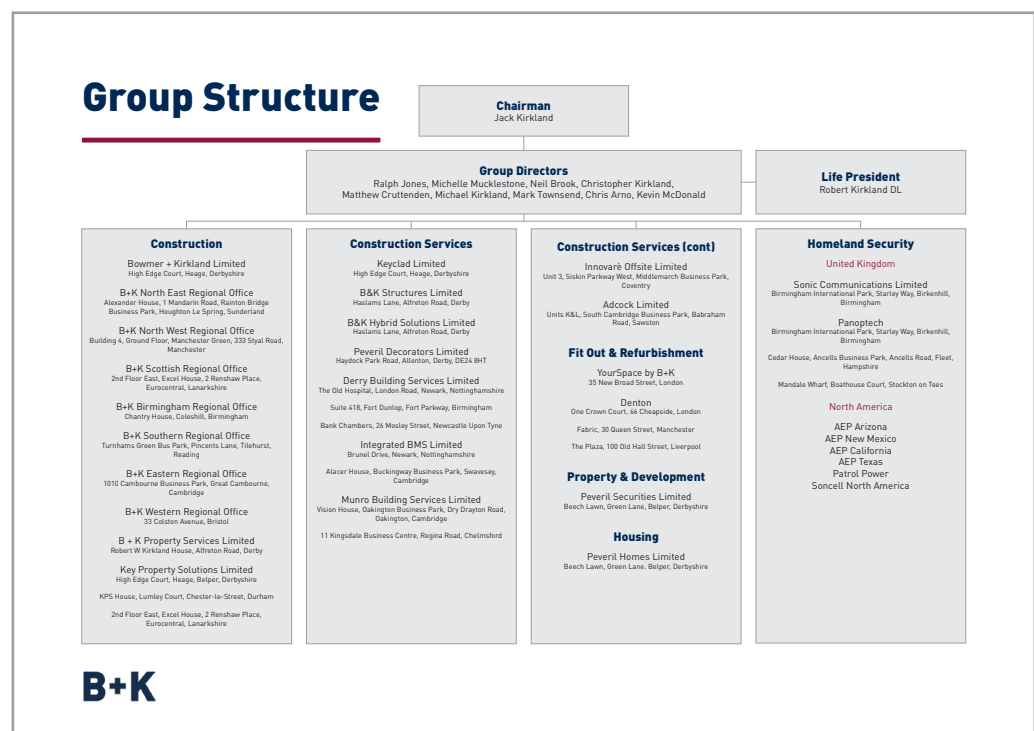 Group Structure
Chairman
Jack Kirkland
Group Directors
Ralph Jones, Michelle Mucklestone, Neil Brook, Christopher Kirkland,
Matthew Cruttenden, Michael Kirkland, Mark Townsend, Chris Arno, Kevin McDonald
Life President
Robert Kirkland DL
Construction
Bowmer + Kirkland Limited
High Edge Court, Heage, Derbyshire
B+K North East Regional Office
Alexander House, 1 Mandarin Road, Rainton Bridge
Business Park, Houghton Le Spring, Sunderland
B+K North West Regional Office
Building 4, Ground Floor, Manchester Green, 333 Styal Road,
Manchester
B+K Scottish Regional Office
2nd Floor East, Excel House, 2 Renshaw Place,
Eurocentral, Lanarkshire
B+K Birmingham Regional Office
Chantry House, Coleshill, Birmingham
B+K Southern Regional Office
Turnhams Green Bus Park, Pincents Lane, Tilehurst,
Reading
B+K Eastern Regional Office
1010 Cambourne Business Park, Great Cambourne,
Cambridge
B+K Western Regional Office
33 Colston Avenue, Bristol
B + K Property Services Limited
Robert W Kirkland House, Alfreton Road, Derby
Key Property Solutions Limited
High Edge Court, Heage, Belper, Derbyshire
KPS House, Lumley Court, Chester-le-Street, Durham
2nd Floor East, Excel House, 2 Renshaw Place,
Eurocentral, Lanarkshire
Construction Services
Keyclad Limited
High Edge Court, Heage, Derbyshire
B&K Structures Limited
Haslams Lane, Alfreton Road, Derby
B&K Hybrid Solutions Limited
Haslams Lane, Alfreton Road, Derby
Peveril Decorators Limited
Haydock Park Road, Allenton, Derby, DE24 8HT
Derry Building Services Limited
The Old Hospital, London Road, Newark, Nottinghamshire
Suite 418, Fort Dunlop, Fort Parkway, Birmingham
Bank Chambers, 26 Mosley Street, Newcastle Upon Tyne
Integrated BMS Limited
Brunel Drive, Newark, Nottinghamshire
Alacer House, Buckingway Business Park, Swavesey,
Cambridge
Munro Building Services Limited
Vision House, Oakington Business Park, Dry Drayton Road,
Oakington, Cambridge
11 Kingsdale Business Centre, Regina Road, Chelmsford
Construction Services (cont)
Innovarè Offsite Limited
Unit 3, Siskin Parkway West, Middlemarch Business Park,
Coventry
Adcock Limited
Units K&L, South Cambridge Business Park, Babraham
Road, Sawston
Fit Out & Refurbishment
YourSpace by B+K
35 New Broad Street, London
Denton
One Crown Court, 66 Cheapside, London
Fabric, 30 Queen Street, Manchester
The Plaza, 100 Old Hall Street, Liverpool
Property & Development
Peveril Securities Limited
Beech Lawn, Green Lane, Belper, Derbyshire
Housing
Peveril Homes Limited
Beech Lawn, Green Lane. Belper, Derbyshire
Homeland Security
United Kingdom
Sonic Communications Limited
Birmingham International Park, Starley Way, Birkenhill,
Birmingham
Panoptech
Birmingham International Park, Starley Way, Birkenhill,
Birmingham
Cedar House, Ancells Business Park, Ancells Road, Fleet,
Hampshire
Mandale Wharf, Boathouse Court, Stockton on Tees
North America
AEP Arizona
AEP New Mexico
AEP California
AEP Texas
Patrol Power
Soncell North America
B+K